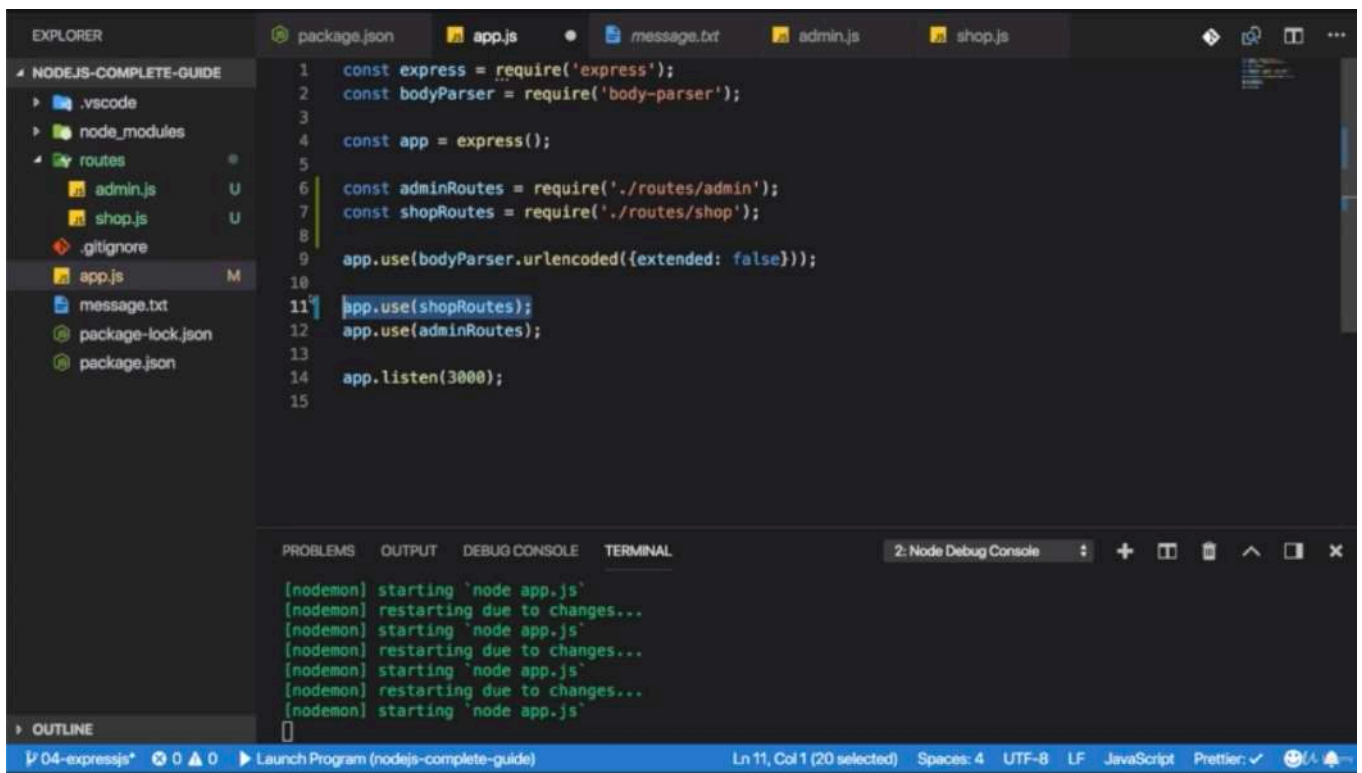 EXPLORER
package.json
app.js
message.txt
admin.js
shop.js
NODEJS-COMPLETE-GUIDE
.vscode
node_modules
routes
admin.js U
shop.js U
.gitignore
app.js M
message.txt
package-lock.json
package.json
1 const express = require('express');
2 const bodyParser = require('body-parser');
3
4 const app = express();
5
6 const adminRoutes = require('./routes/admin');
7 const shopRoutes = require('./routes/shop');
8
9 app.use(bodyParser.urlencoded({extended: false}));
10
11 app.use(shopRoutes);
12 app.use(adminRoutes);
13
14 app.listen(3000);
15
PROBLEMS OUTPUT DEBUG CONSOLE TERMINAL
2: Node Debug Console
[nodemon] starting `node app.js`
[nodemon] restarting due to changes...
[nodemon] starting `node app.js`
[nodemon] restarting due to changes...
[nodemon] starting `node app.js`
[nodemon] restarting due to changes...
[nodemon] starting `node app.js`
OUTLINE
04-expressjs* 0 0 Launch Program (nodejs-complete-guide) Ln 11, Col 1 (20 selected) Spaces: 4 UTF-8 LF JavaScript Prettier: ✓